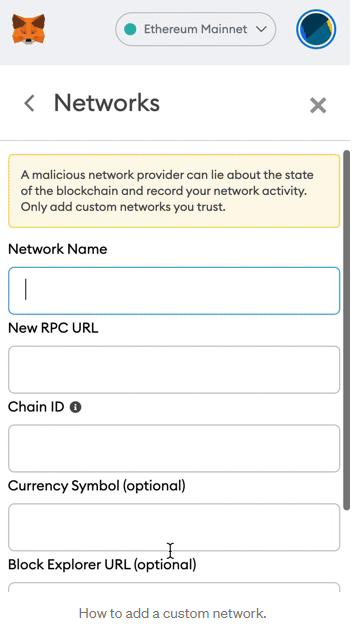 Ethereum Mainnet
Networks
A malicious network provider can lie about the state
of the blockchain and record your network activity.
Only add custom networks you trust.
Network Name
New RPC URL
Chain ID
Currency Symbol (optional)
Block Explorer URL (optional)
How to add a custom network.